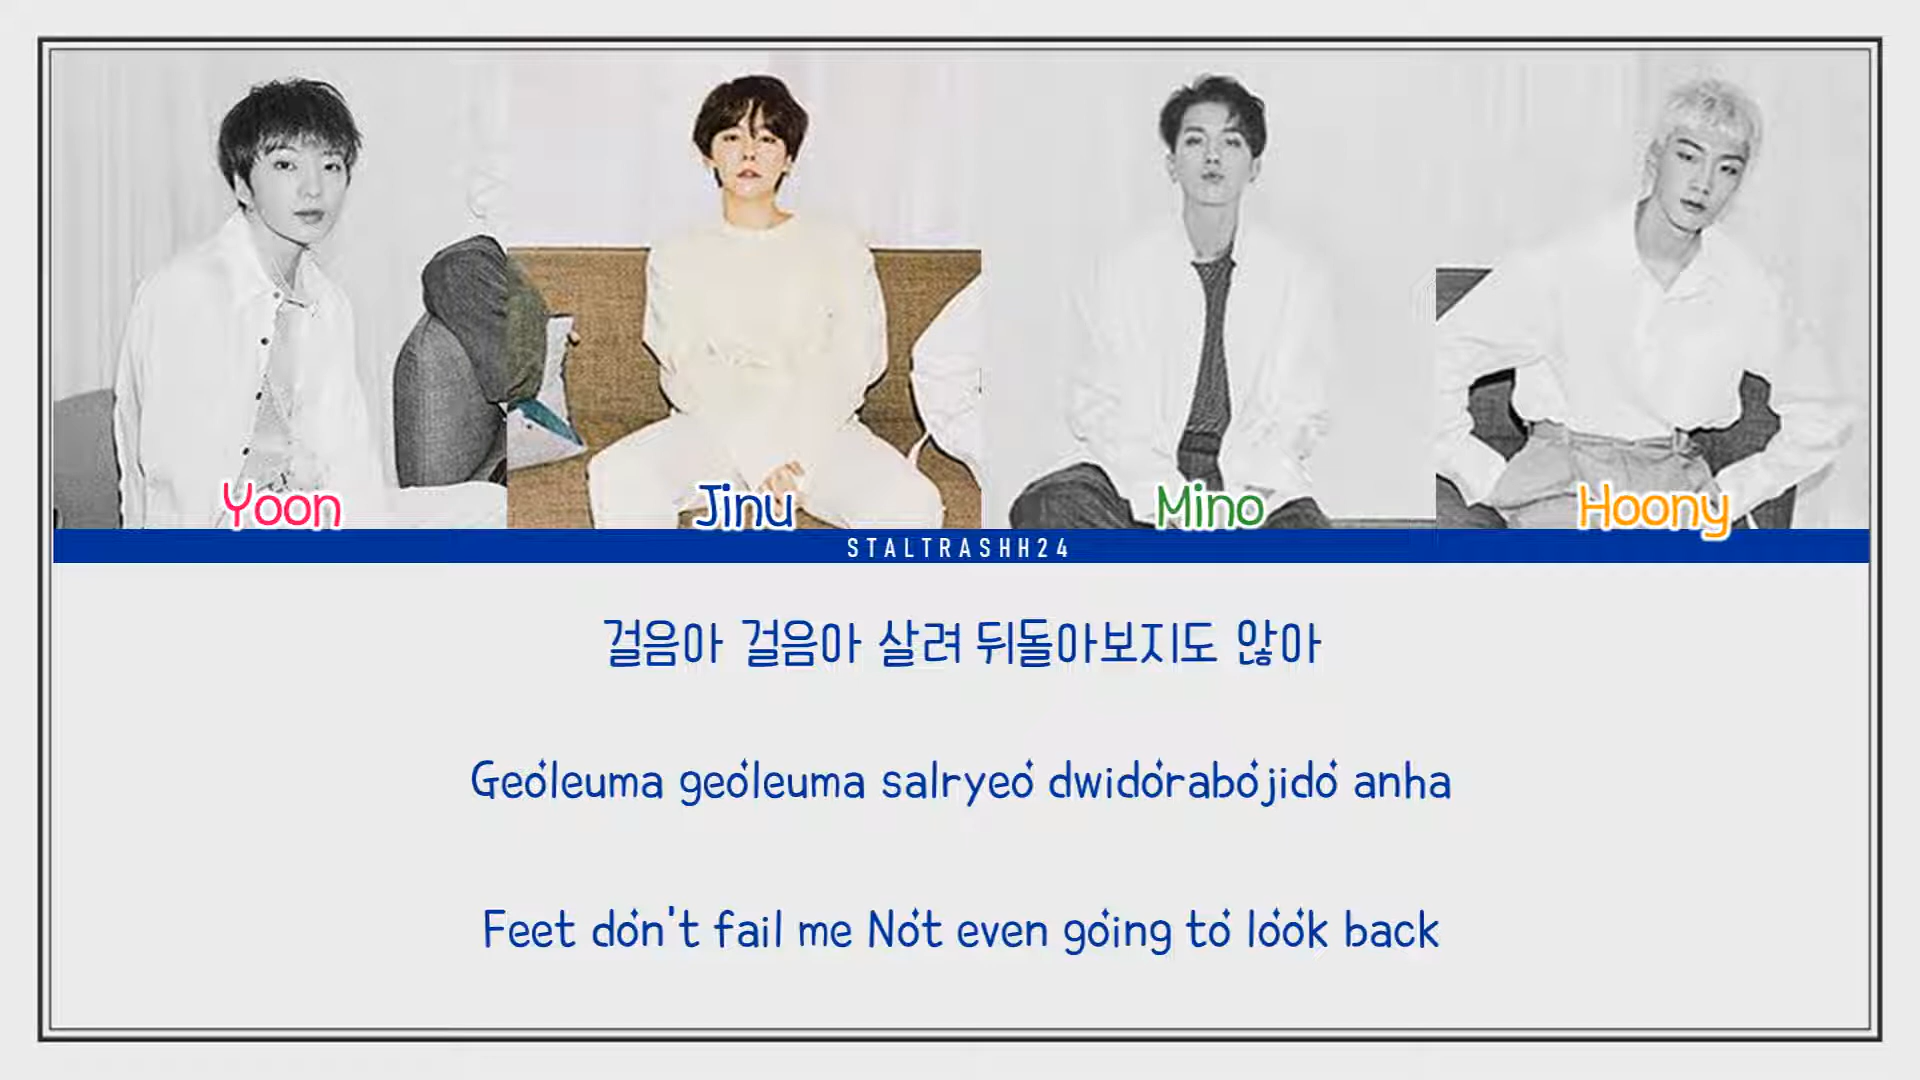 Yoon
Jinu
Mino
Hoony
STALTRASHH24
걸음아 걸음아 살려 뒤돌아보지도 않아
Geoleuma geoleuma salryeo dwidorabojido anha
Feet don't fail me Not even going to look back